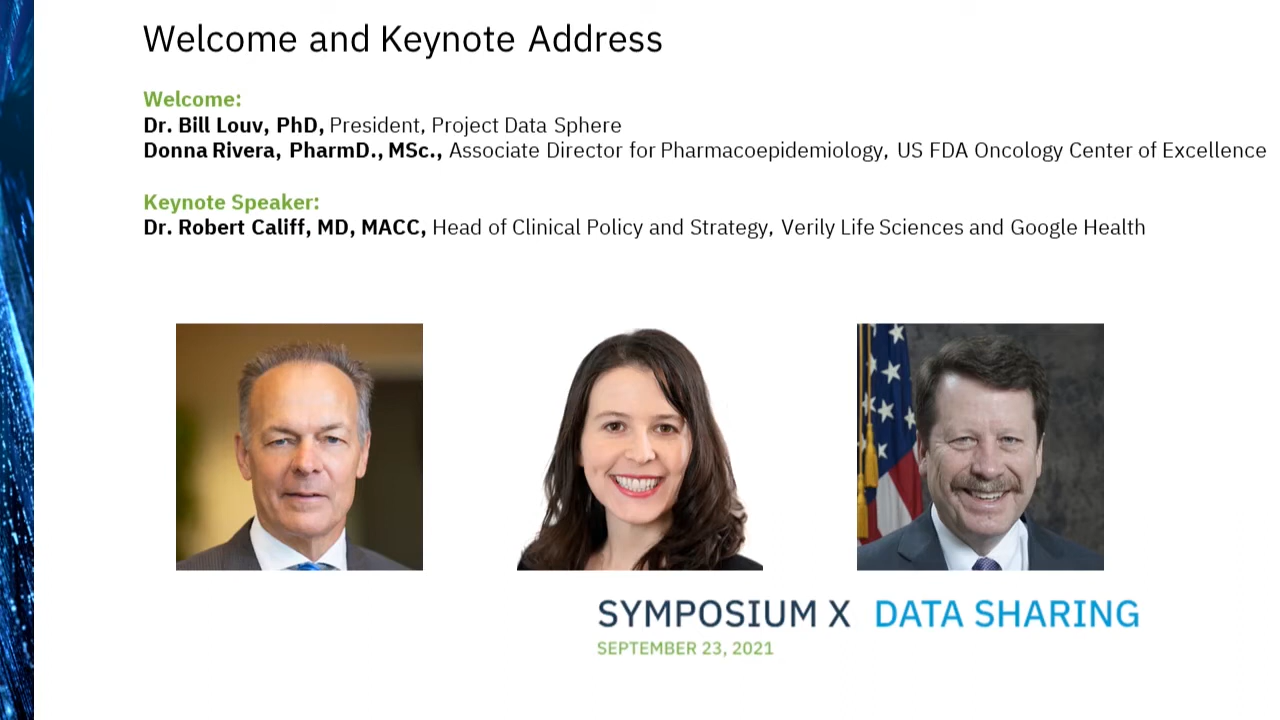 Welcome and Keynote Address
Welcome:
Dr. Bill Louv, PhD, President, Project Data Sphere
Donna Rivera, PharmD., MSc., Associate Director for Pharmacoepidemiology, US FDA Oncology Center of Excellence
Keynote Speaker:
Dr. Robert Califf, MD, MACC, Head of Clinical Policy and Strategy, Verily Life Sciences and Google Health
SYMPOSIUM X DATA SHARING
SEPTEMBER 23, 2021